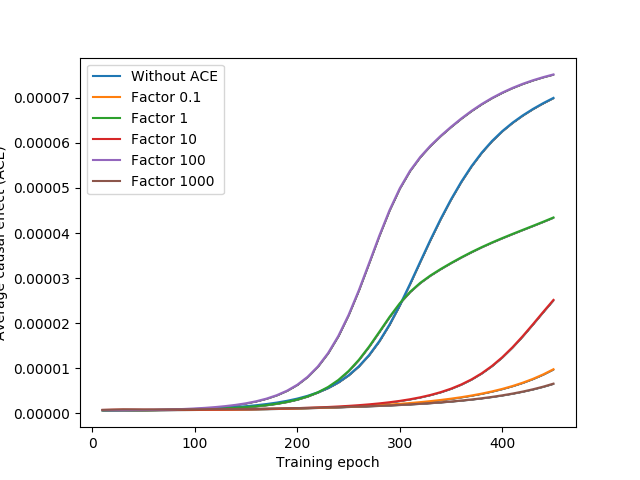 Without ACE
Factor 0.1
Factor 1
Factor 10
Factor 100
Factor 1000
0.00007
0.00006
0.00005
0.00004
0.00003
0.00002
0.00001
0.00000
Average causal effect (ACE)
0 100 200 300 400
Training epoch